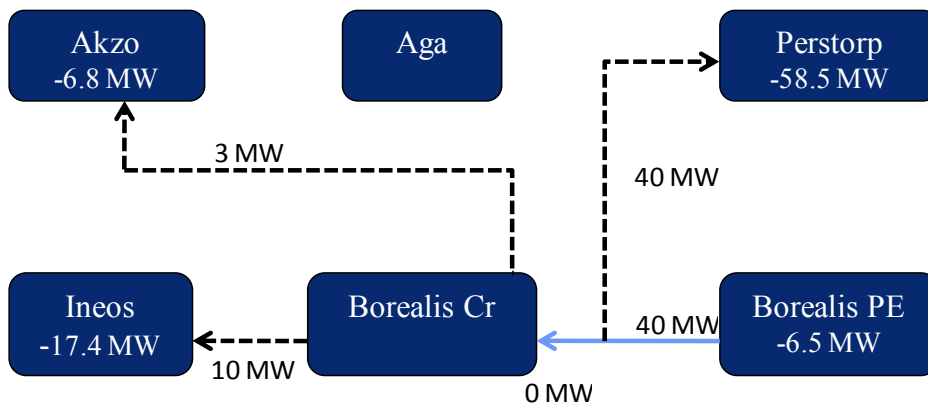 Akzo
-6.8 MW
Aga
Perstorp
-58.5 MW
3 MW
40 MW
Ineos
-17.4 MW
Borealis Cr
40 MW
Borealis PE
-6.5 MW
10 MW
0 MW